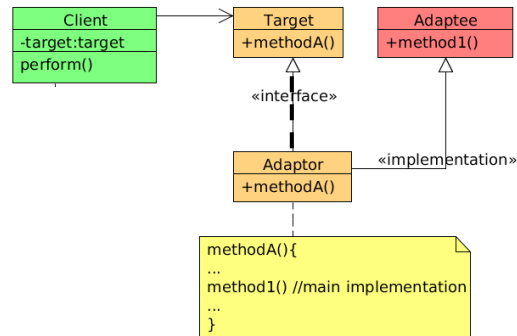 Client
-target:target
perform()
Target
+methodA()
Adaptee
+method1()
«interface»
Adaptor
+methodA()
«implementation»
methodA(){
...
method1() //main implementation
...
}